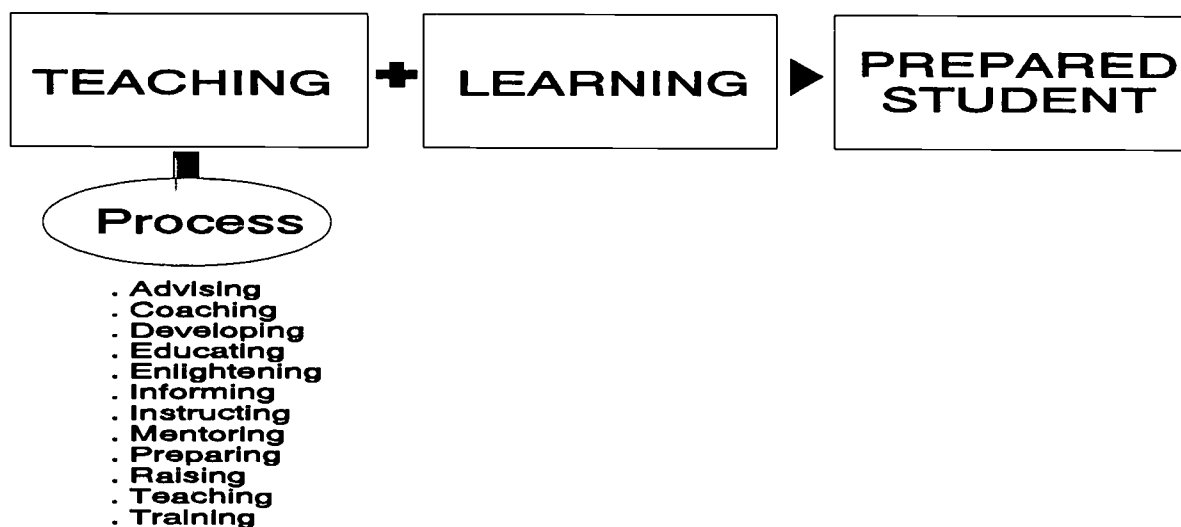 TEACHING
LEARNING
PREPARED
STUDENT
Process
. Advising
. Coaching
. Developing
. Educating
. Enlightening
. Informing
. Instructing
. Mentoring
. Preparing
. Raising
. Teaching
. Training